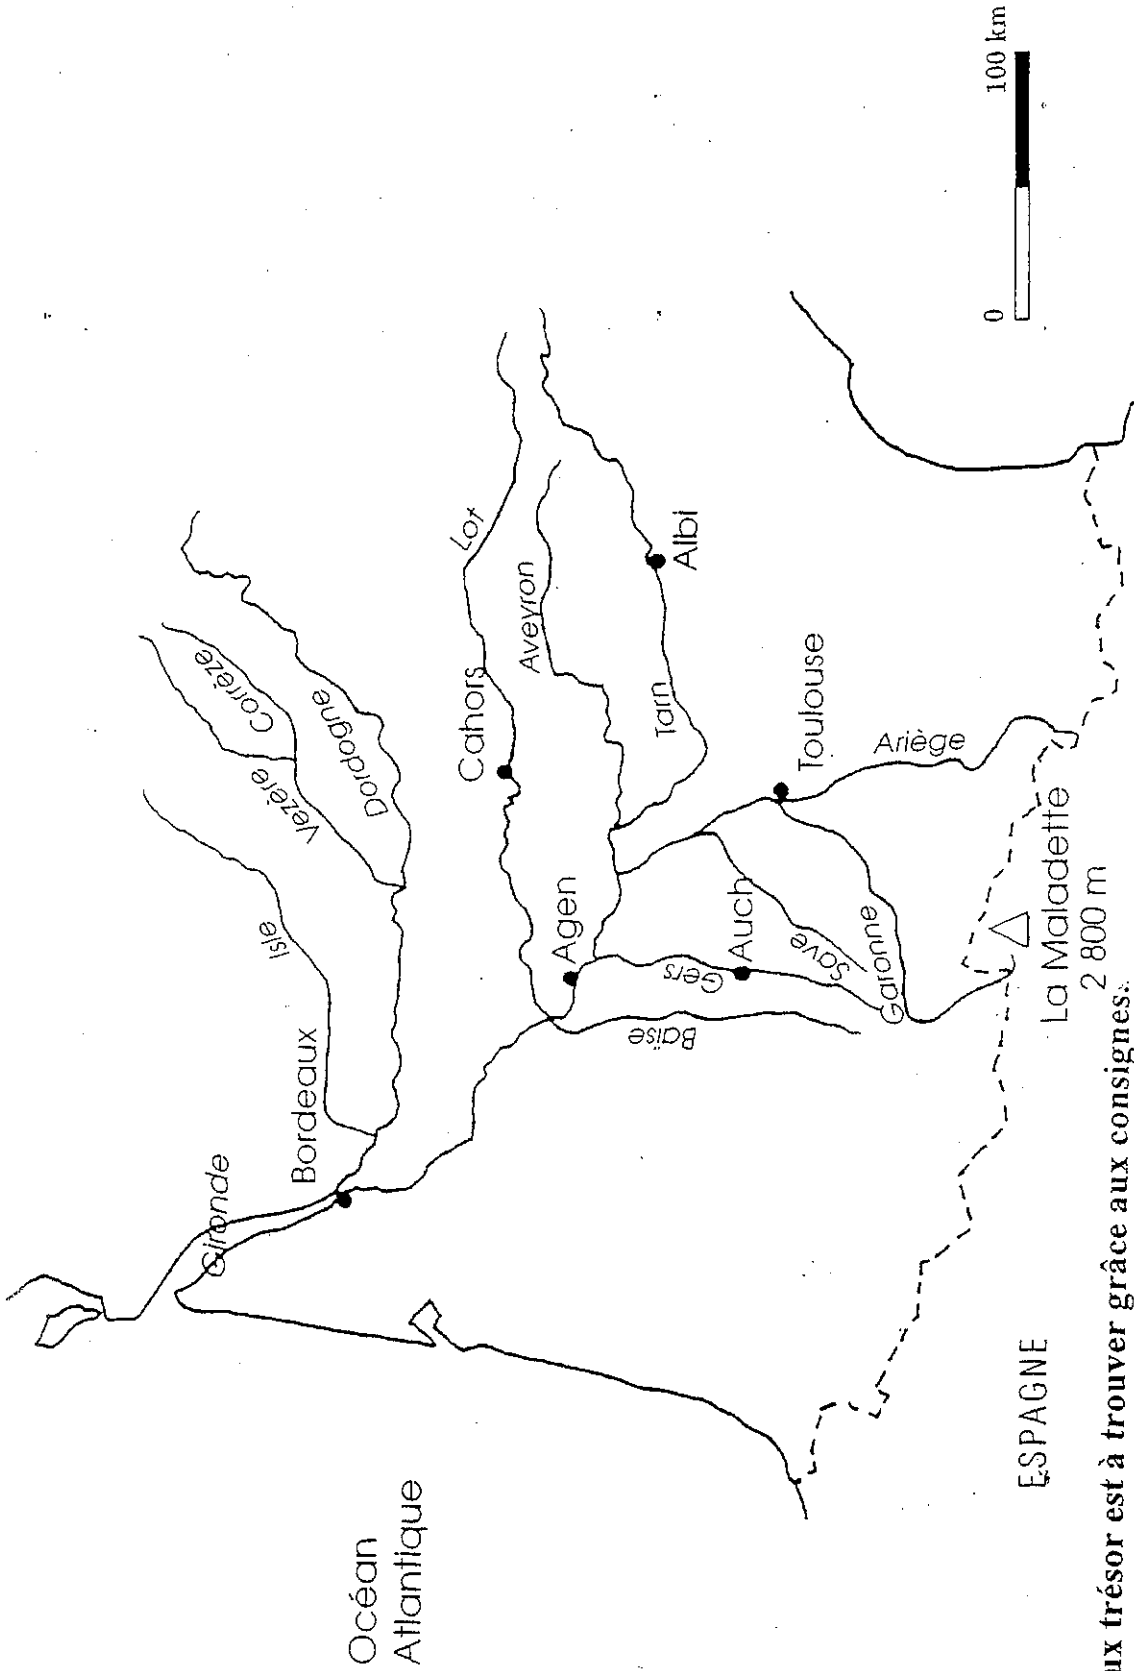 Océan
Atlantique
Gironde
Bordeaux
Isle
Vezère
Corrèze
Dordogne
Cahors
Lot
Aveyron
Agen
Tarn
Albi
Baïse
Gers
Auch
Save
Garonne
Toulouse
Ariège
La Maladette
2 800 m
ESPAGNE
0
100 km
trésor est à trouver grâce aux consignes.